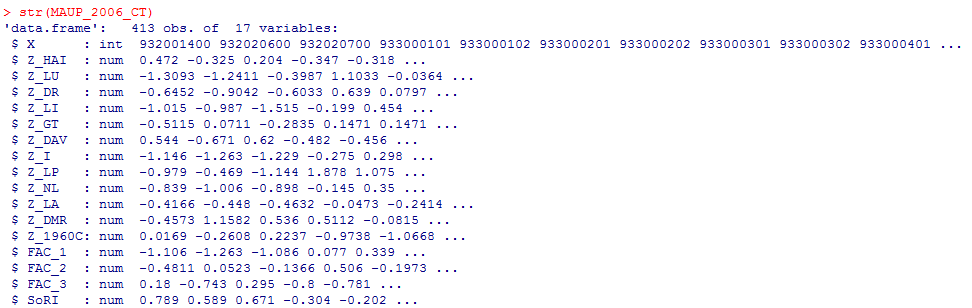 > str(MAUP_2006_CT)
'data.frame':   413 obs. of  17 variables:
 $ X      : int  932001400 932020600 932020700 933000101 933000102 933000201 933000202 933000301 933000302 933000401 ...
 $ Z_HAI  : num  0.472 -0.325 0.204 -0.347 -0.318 ...
 $ Z_LU   : num  -1.3093 -1.2411 -0.3987 1.1033 -0.0364 ...
 $ Z_DR   : num  -0.6452 -0.9042 -0.6033 0.639 0.0797 ...
 $ Z_LI   : num  -1.015 -0.987 -1.515 -0.199 0.454 ...
 $ Z_GT   : num  -0.5115 0.0711 -0.2835 0.1471 0.1471 ...
 $ Z_DAV  : num  0.544 -0.671 0.62 -0.482 -0.456 ...
 $ Z_I    : num  -1.146 -1.263 -1.229 -0.275 0.298 ...
 $ Z_LP   : num  -0.979 -0.469 -1.144 1.878 1.075 ...
 $ Z_NL   : num  -0.839 -1.006 -0.898 -0.145 0.35 ...
 $ Z_LA   : num  -0.4166 -0.448 -0.4632 -0.0473 -0.2414 ...
 $ Z_DMR  : num  -0.4573 1.1582 0.536 0.5112 -0.0815 ...
 $ Z_1960C: num  0.0169 -0.2608 0.2237 -0.9738 -1.0668 ...
 $ FAC_1  : num  -1.106 -1.263 -1.086 0.077 0.339 ...
 $ FAC_2  : num  -0.4811 0.0523 -0.1366 0.506 -0.1973 ...
 $ FAC_3  : num  0.18 -0.743 0.295 -0.8 -0.781 ...
 $ SoRI   : num  0.789 0.589 0.671 -0.304 -0.202 ...